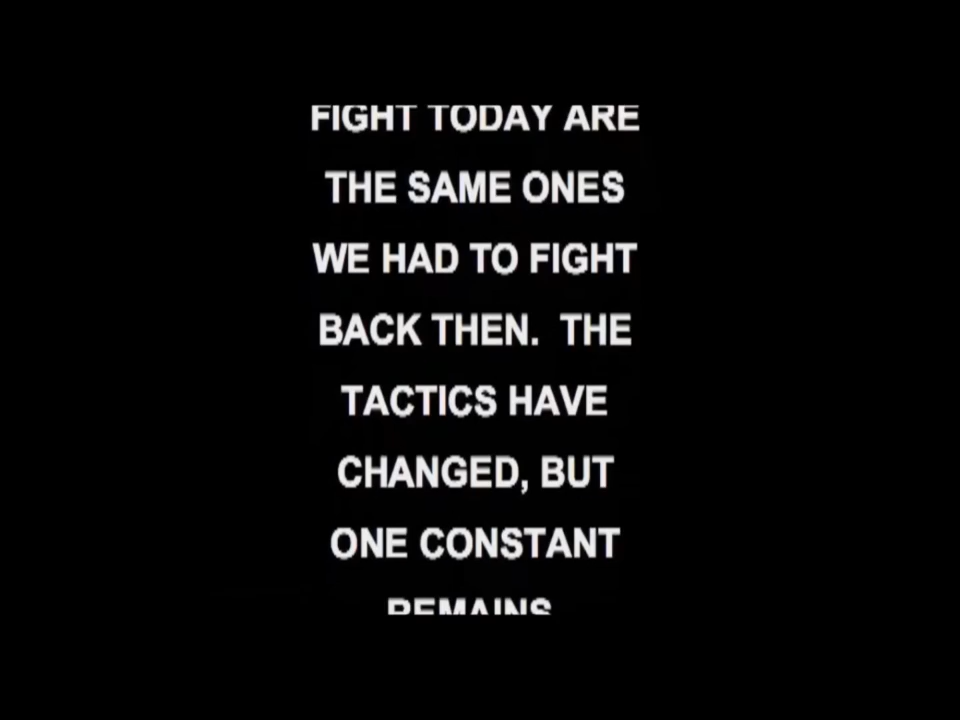 FIGHT TODAY ARE
THE SAME ONES
WE HAD TO FIGHT
BACK THEN.  THE
TACTICS HAVE
CHANGED, BUT
ONE CONSTANT
REMAINS